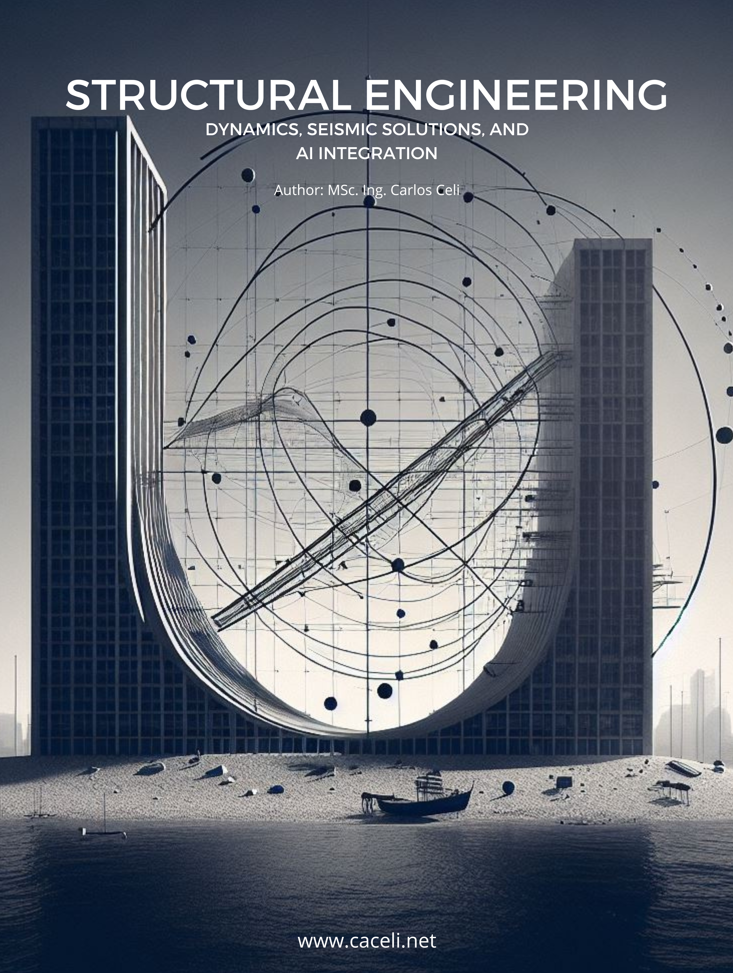 STRUCTURAL ENGINEERING
DYNAMICS, SEISMIC SOLUTIONS, AND
AI INTEGRATION
Author: MSc. Ing. Carlos Celi
www.caceli.net